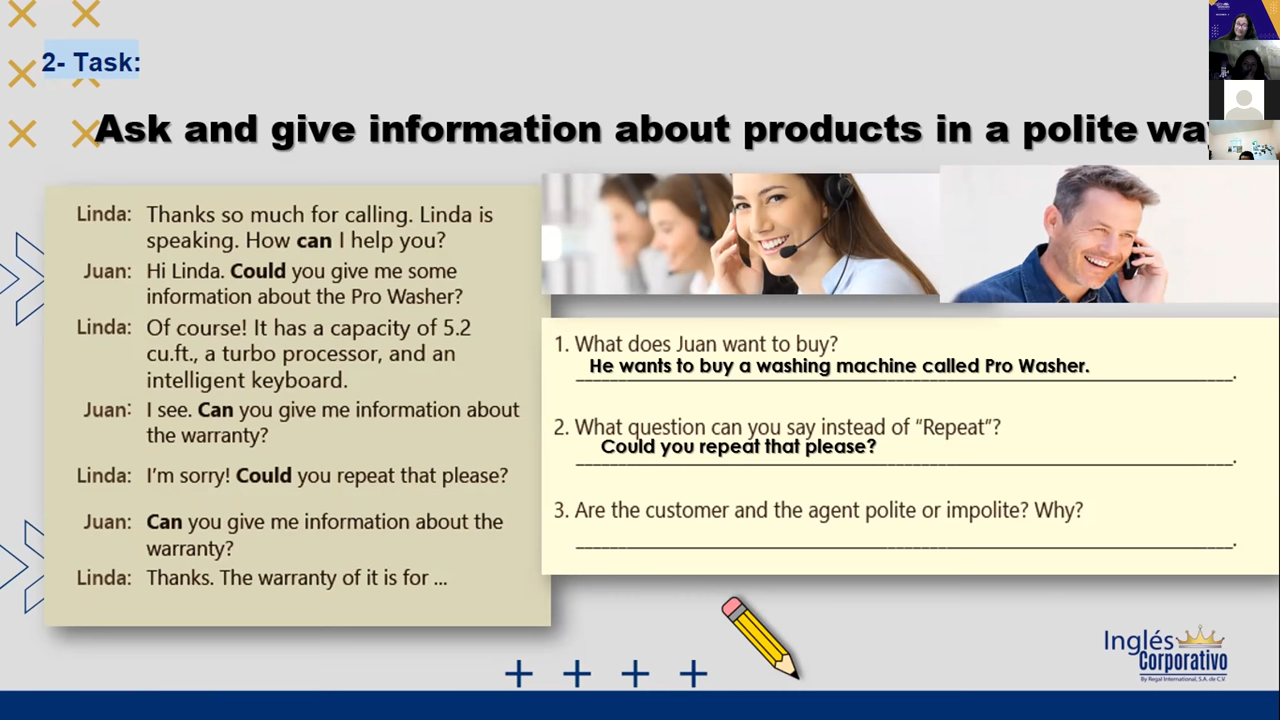 2- Task:
Ask and give information about products in a polite way
Linda: Thanks so much for calling. Linda is
speaking. How can I help you?
Juan: Hi Linda. Could you give me some
information about the Pro Washer?
Linda: Of course! It has a capacity of 5.2
cu.ft., a turbo processor, and an
intelligent keyboard.
Juan: I see. Can you give me information about
the warranty?
Linda: I'm sorry! Could you repeat that please?
Juan: Can you give me information about the
warranty?
Linda: Thanks. The warranty of it is for ...
1. What does Juan want to buy?
He wants to buy a washing machine called Pro Washer.
2. What question can you say instead of “Repeat”?
Could you repeat that please?
3. Are the customer and the agent polite or impolite? Why?
Inglés
Corporativo
By Regal International, S.A. de C.V.